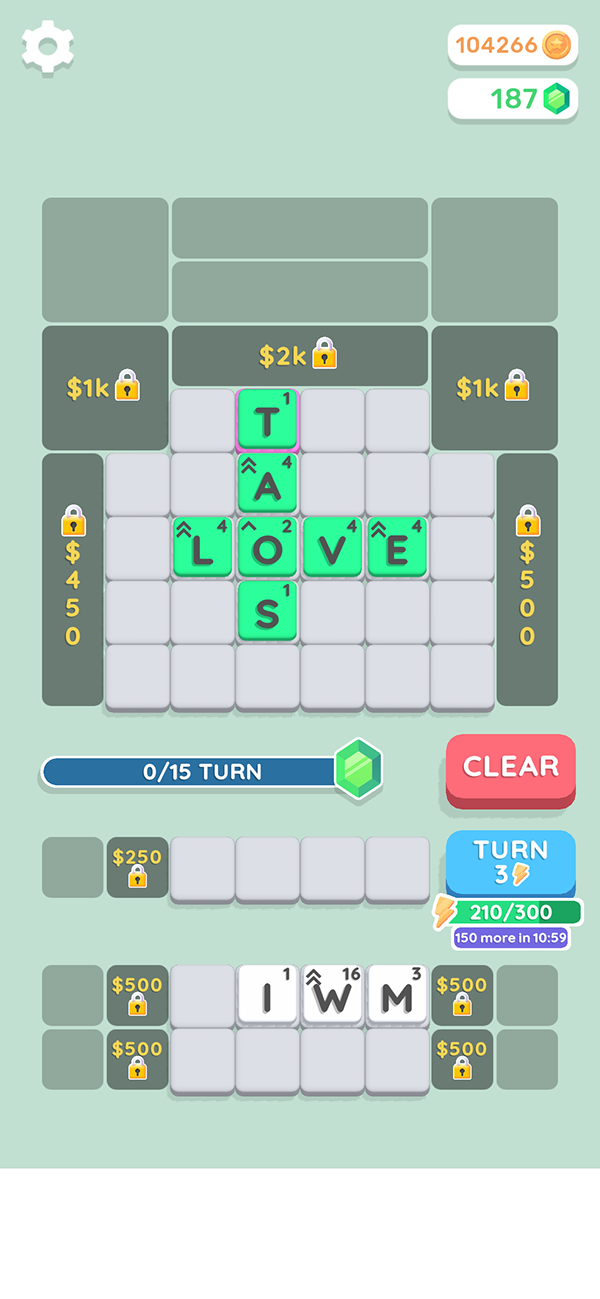 104266
187
$2k
$1k
$1k
T 1
A 4
$450
L 4 O 2 V 4 E 4
$500
S 1
0/15 TURN
CLEAR
$250
TURN
3
210/300
150 more in 10:59
$500
I 1 W 16 M 3
$500
$500
$500